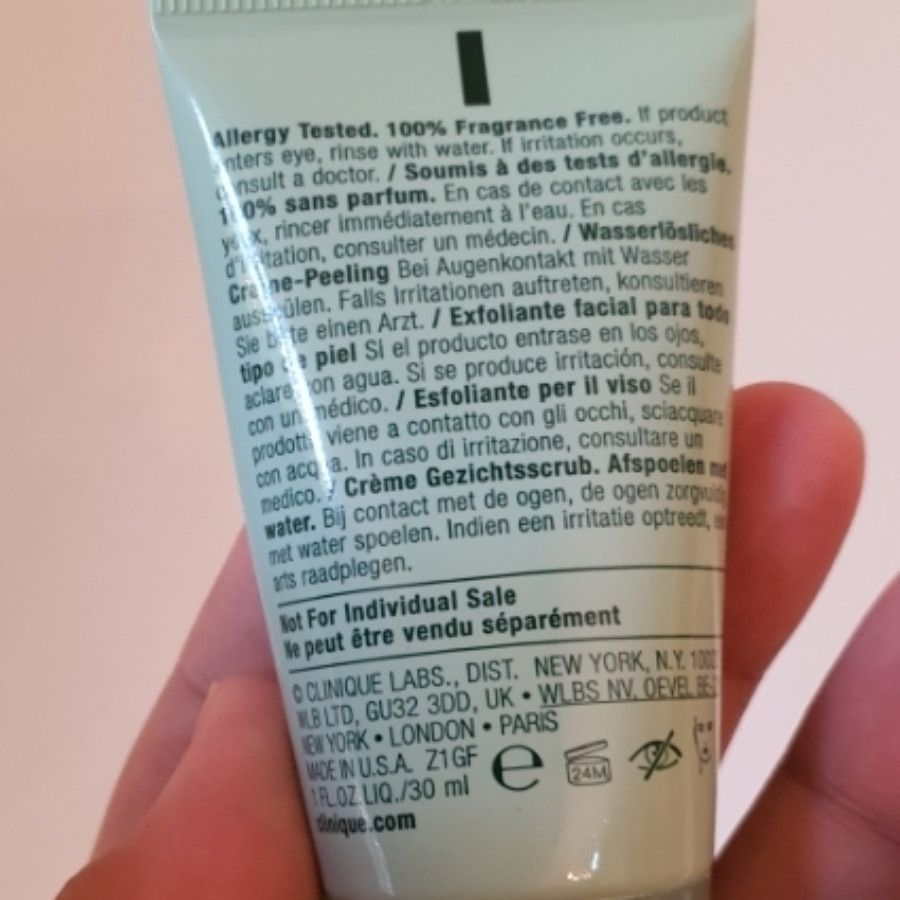 Allergy Tested. 100% Fragrance Free. If product
enters eye, rinse with water. If irritation occurs,
consult a doctor. / Soumis à des tests d'allergie.
100% sans parfum. En cas de contact avec les
yeux, rincer immédiatement à l'eau. En cas
d'irritation, consulter un médecin. / Wasserlösliches
Creme-Peeling Bei Augenkontakt mit Wasser
ausspülen. Falls Irritationen auftreten, konsultieren
Sie bitte einen Arzt. / Exfoliante facial para todo
tipo de piel Si el producto entrase en los ojos,
aclare con agua. Si se produce irritación, consulte
con un médico. / Esfoliante per il viso Se il
prodotto viene a contatto con gli occhi, sciacquare
con acqua. In caso di irritazione, consultare un
medico. / Crème Gezichtsscrub. Afspoelen met
water. Bij contact met de ogen, de ogen zorgvuldig
met water spoelen. Indien een irritatie optreedt, een
arts raadplegen.
Not For Individual Sale
Ne peut être vendu séparément
© CLINIQUE LABS., DIST. NEW YORK, N.Y.
WLB LTD, GU32 3DD, UK • WLBS NV. OEVEL
NEW YORK • LONDON • PARIS
MADE IN U.S.A. Z1GF
1 FL.OZ.LIQ./30 ml
e
24M
clinique.com